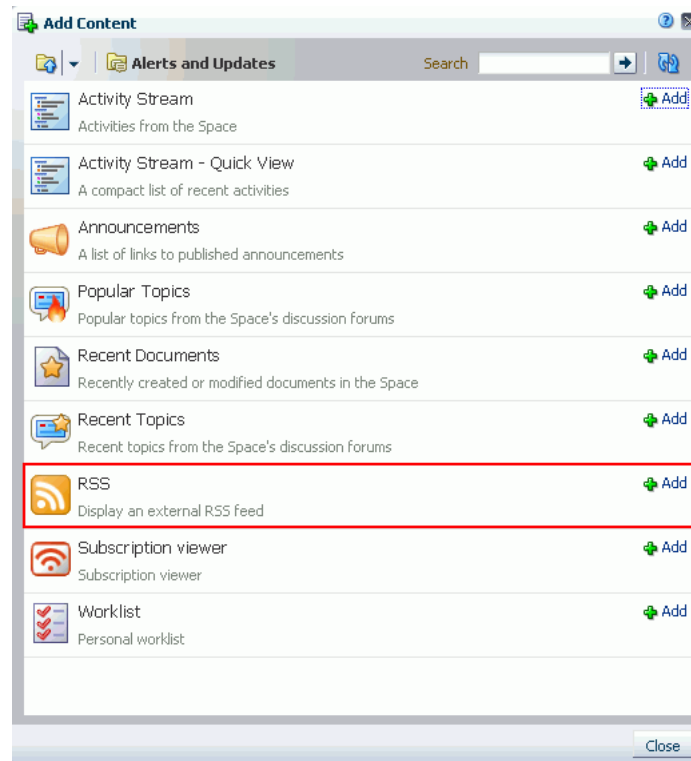 Add Content
Alerts and Updates Search
Activity Stream Add
Activities from the Space
Activity Stream - Quick View Add
A compact list of recent activities
Announcements Add
A list of links to published announcements
Popular Topics Add
Popular topics from the Space's discussion forums
Recent Documents Add
Recently created or modified documents in the Space
Recent Topics Add
Recent topics from the Space's discussion forums
RSS Add
Display an external RSS feed
Subscription viewer Add
Subscription viewer
Worklist Add
Personal worklist
Close